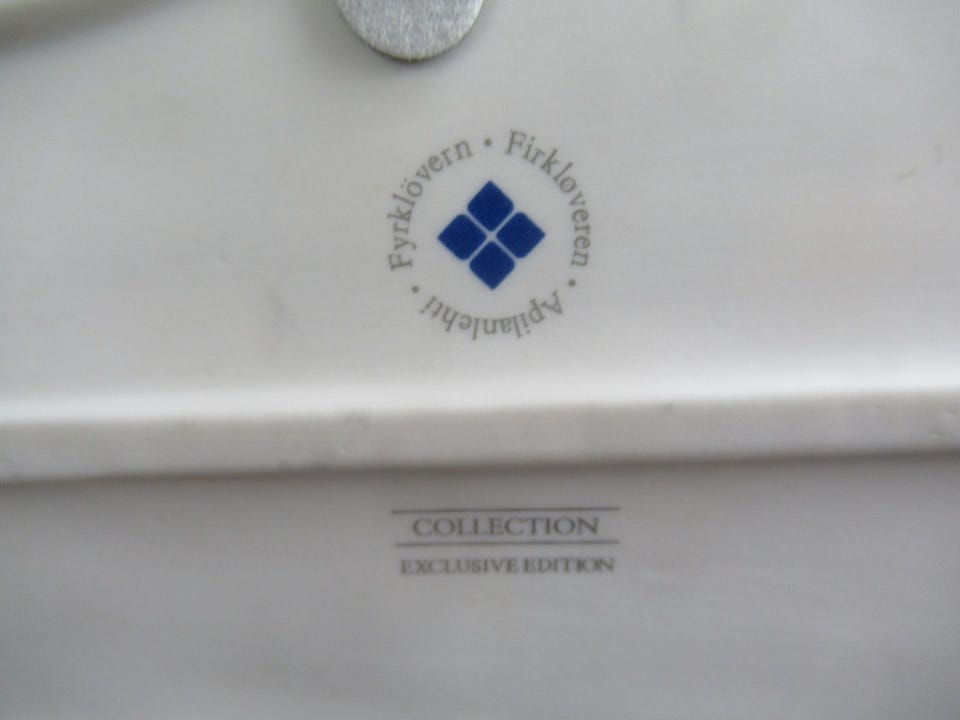 Fyrklövern • Firkløveren • Apilanlehti •
COLLECTION
EXCLUSIVE EDITION